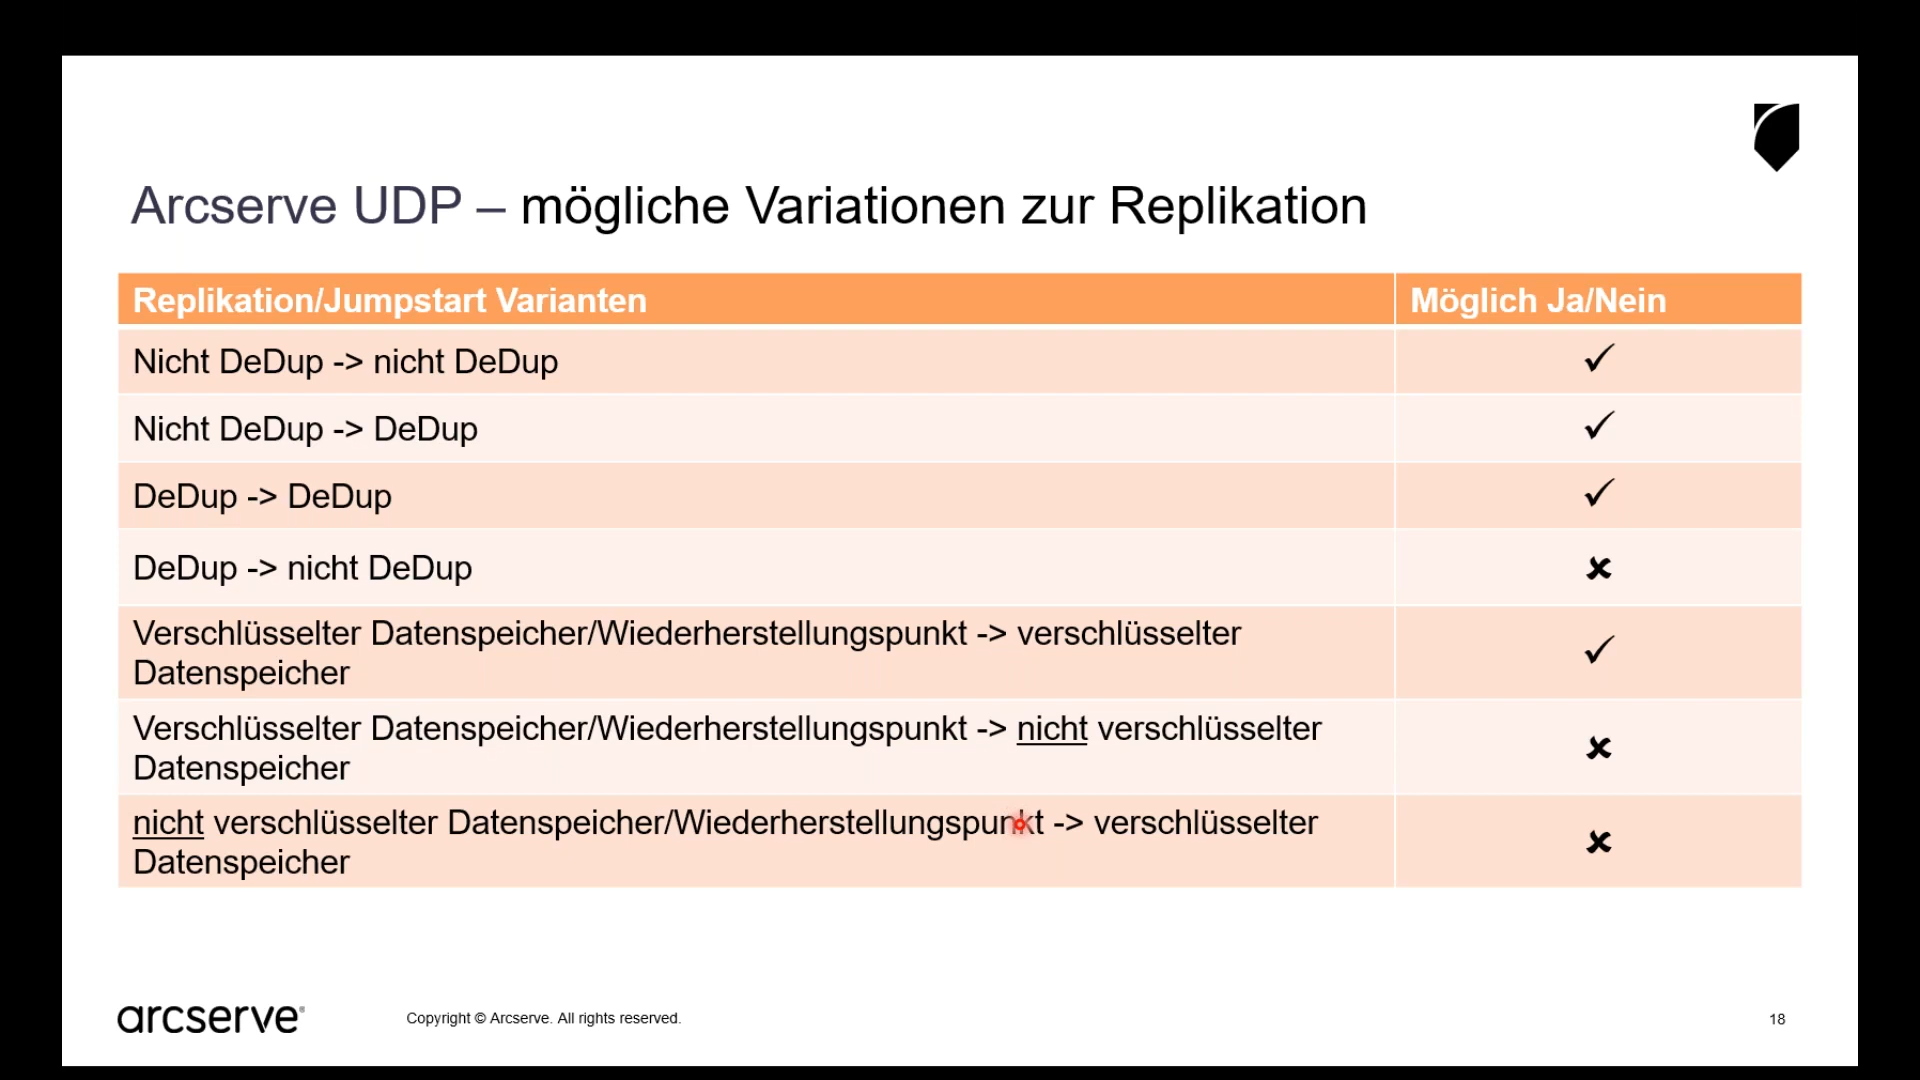 Arcserve UDP – mögliche Variationen zur Replikation
Replikation/Jumpstart Varianten
Möglich Ja/Nein
Nicht DeDup -> nicht DeDup
✓
Nicht DeDup -> DeDup
✓
DeDup -> DeDup
✓
DeDup -> nicht DeDup
✘
Verschlüsselter Datenspeicher/Wiederherstellungspunkt -> verschlüsselter
Datenspeicher
✓
Verschlüsselter Datenspeicher/Wiederherstellungspunkt -> nicht verschlüsselter
Datenspeicher
✘
nicht verschlüsselter Datenspeicher/Wiederherstellungspunkt -> verschlüsselter
Datenspeicher
✘
arcserve®
Copyright © Arcserve. All rights reserved.
18